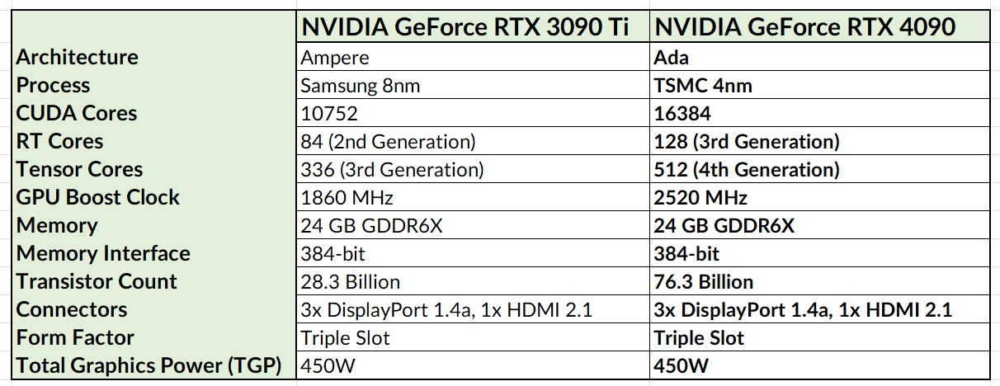 NVIDIA GeForce RTX 3090 Ti NVIDIA GeForce RTX 4090
Architecture Ampere Ada
Process Samsung 8nm TSMC 4nm
CUDA Cores 10752 16384
RT Cores 84 (2nd Generation) 128 (3rd Generation)
Tensor Cores 336 (3rd Generation) 512 (4th Generation)
GPU Boost Clock 1860 MHz 2520 MHz
Memory 24 GB GDDR6X 24 GB GDDR6X
Memory Interface 384-bit 384-bit
Transistor Count 28.3 Billion 76.3 Billion
Connectors 3x DisplayPort 1.4a, 1x HDMI 2.1 3x DisplayPort 1.4a, 1x HDMI 2.1
Form Factor Triple Slot Triple Slot
Total Graphics Power (TGP) 450W 450W